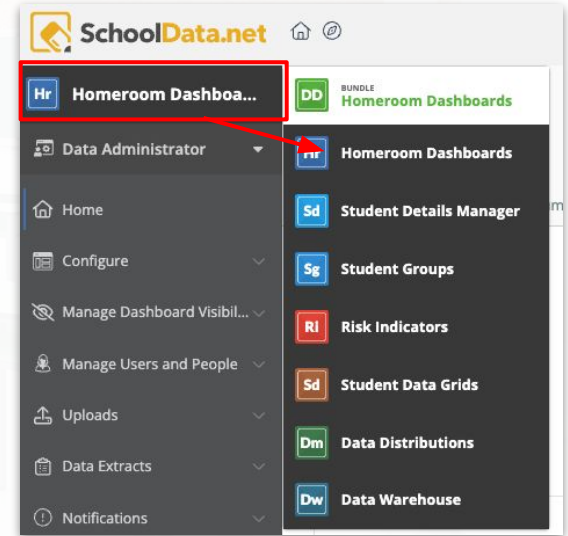 SchoolData.net
Hr Homeroom Dashboa...
Data Administrator
Home
Configure
Manage Dashboard Visibil...
Manage Users and People
Uploads
Data Extracts
Notifications
DD BUNDLE
Homeroom Dashboards
Hr Homeroom Dashboards
Sd Student Details Manager
Sg Student Groups
RI Risk Indicators
Sd Student Data Grids
Dm Data Distributions
Dw Data Warehouse